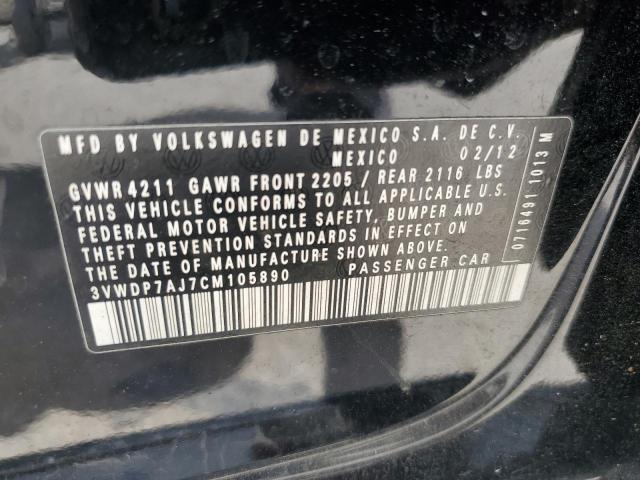 MFD BY VOLKSWAGEN DE MEXICO S.A. DE C.V.
MEXICO 02/12
GVWR 4211 GAWR FRONT 2205 / REAR 2116 LBS
THIS VEHICLE CONFORMS TO ALL APPLICABLE U.S.
FEDERAL MOTOR VEHICLE SAFETY, BUMPER AND
THEFT PREVENTION STANDARDS IN EFFECT ON
THE DATE OF MANUFACTURE SHOWN ABOVE.
3VWDP7AJ7CM105890 PASSENGER CAR
0716491 1013 M